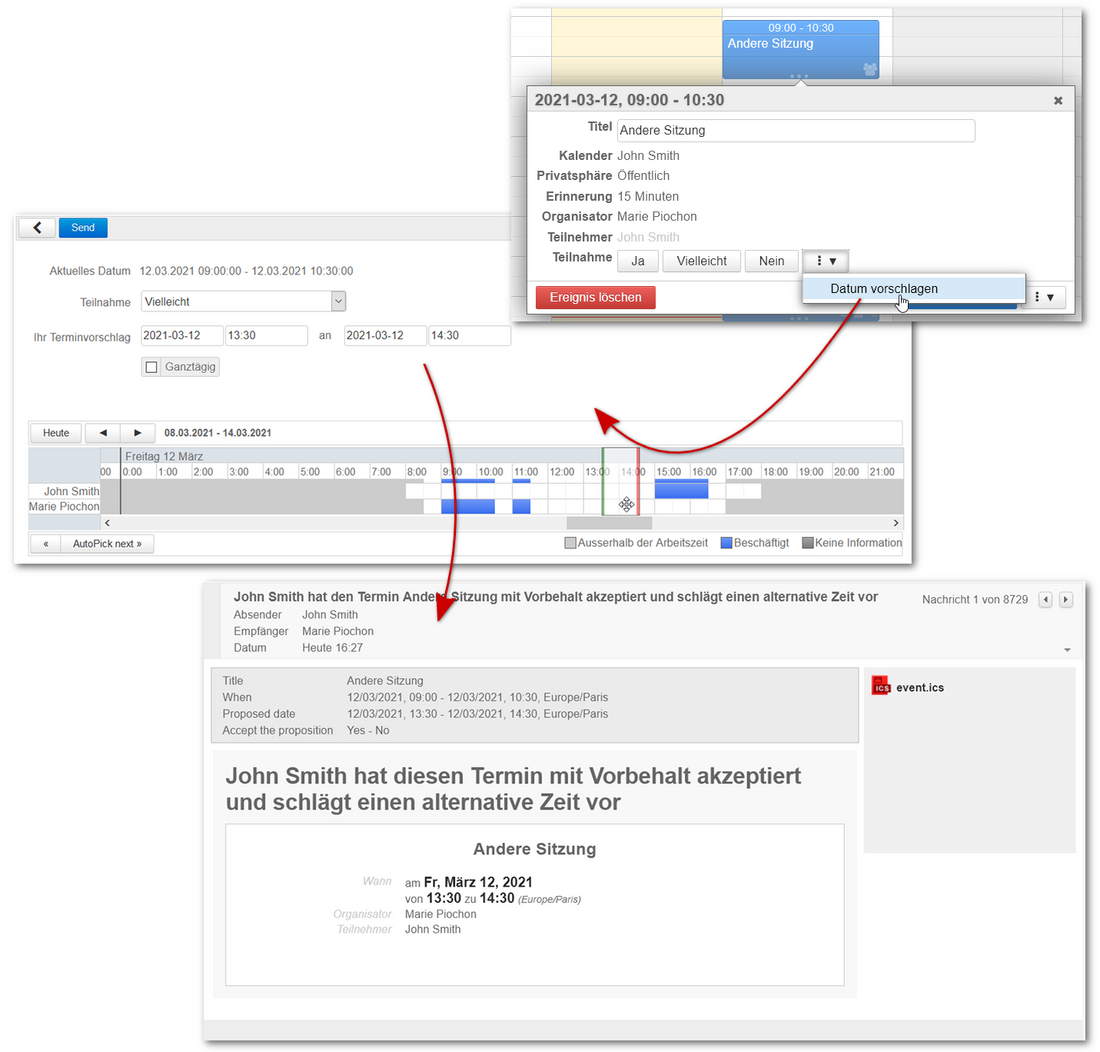 09:00 - 10:30
Andere Sitzung
2021-03-12, 09:00 - 10:30
Titel Andere Sitzung
Kalender John Smith
Privatsphäre Öffentlich
Erinnerung 15 Minuten
Organisator Marie Piochon
Teilnehmer John Smith
Teilnahme Ja Vielleicht Nein
Datum vorschlagen
Ereignis löschen
Send
Aktuelles Datum 12.03.2021 09:00:00 - 12.03.2021 10:30:00
Teilnahme Vielleicht
Ihr Terminvorschlag 2021-03-12 13:30 an 2021-03-12 14:30
Ganztägig
Heute 08.03.2021 - 14.03.2021
Freitag 12 März
00 0:00 1:00 2:00 3:00 4:00 5:00 6:00 7:00 8:00 9:00 10:00 11:00 12:00 13:00 14:00 15:00 16:00 17:00 18:00 19:00 20:00 21:00
John Smith
Marie Piochon
« AutoPick next » Ausserhalb der Arbeitszeit Beschäftigt Keine Information
John Smith hat den Termin Andere Sitzung mit Vorbehalt akzeptiert und schlägt einen alternative Zeit vor
Nachricht 1 von 8729
Absender John Smith
Empfänger Marie Piochon
Datum Heute 16:27
Title Andere Sitzung
When 12/03/2021, 09:00 - 12/03/2021, 10:30, Europe/Paris
Proposed date 12/03/2021, 13:30 - 12/03/2021, 14:30, Europe/Paris
Accept the proposition Yes - No
ICS event.ics
John Smith hat diesen Termin mit Vorbehalt akzeptiert
und schlägt einen alternative Zeit vor
Andere Sitzung
Wann am Fr, März 12, 2021
von 13:30 zu 14:30 (Europe/Paris)
Organisator Marie Piochon
Teilnehmer John Smith